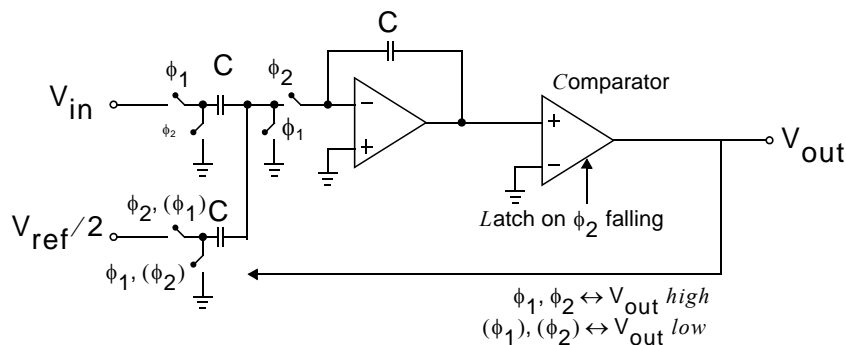 C
ϕ1
C
ϕ2
Comparator
Vin
−
+
ϕ2
ϕ1
+
−
Vout
ϕ2, (ϕ1)
C
Vref/2
Latch on ϕ2 falling
ϕ1, (ϕ2)
ϕ1, ϕ2 ↔ Vout high
(ϕ1), (ϕ2) ↔ Vout low